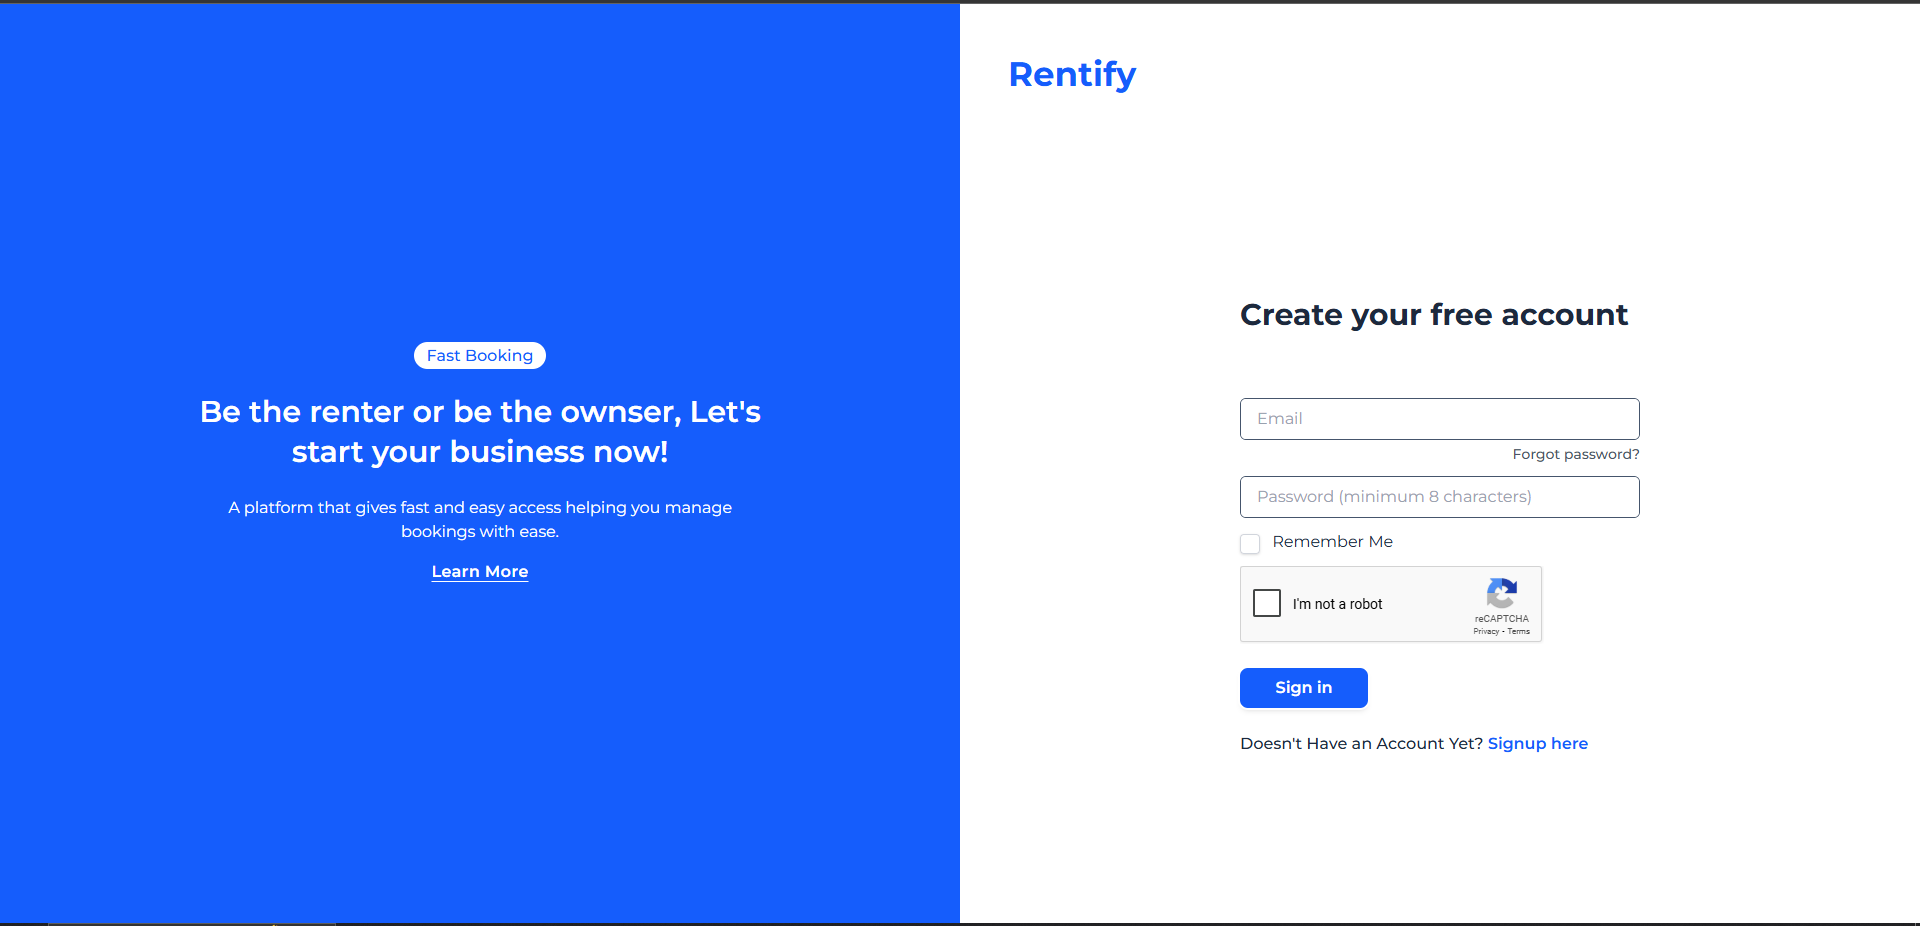 Fast Booking
Be the renter or be the ownser, Let's
start your business now!
A platform that gives fast and easy access helping you manage
bookings with ease.
Learn More
Rentify
Create your free account
Email
Forgot password?
Password (minimum 8 characters)
Remember Me
I'm not a robot
reCAPTCHA
Privacy - Terms
Sign in
Doesn't Have an Account Yet? Signup here